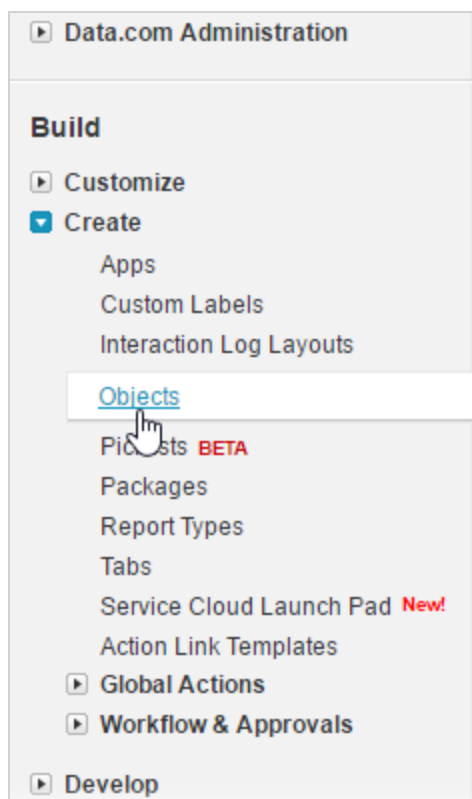 Data.com Administration
Build
Customize
Create
Apps
Custom Labels
Interaction Log Layouts
Objects
BETA
Packages
Report Types
Tabs
Service Cloud Launch Pad New!
Action Link Templates
Global Actions
Workflow & Approvals
Develop